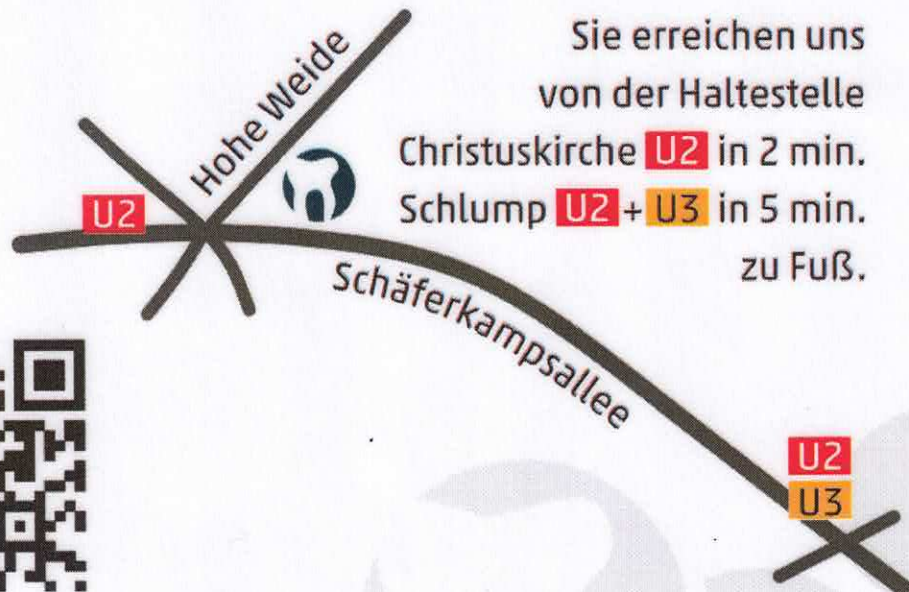 Sie erreichen uns
von der Haltestelle
Christuskirche U2 in 2 min.
Schlump U2 + U3 in 5 min.
zu Fuß.
Hohe Weide
U2
Schäferkampsallee
U2
U3